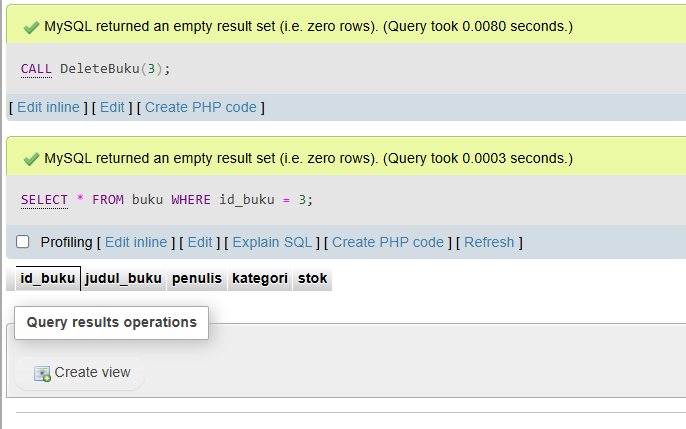 MySQL returned an empty result set (i.e. zero rows). (Query took 0.0080 seconds.)
CALL DeleteBuku(3);
[ Edit inline ] [ Edit ] [ Create PHP code ]
MySQL returned an empty result set (i.e. zero rows). (Query took 0.0003 seconds.)
SELECT * FROM buku WHERE id_buku = 3;
Profiling [ Edit inline ] [ Edit ] [ Explain SQL ] [ Create PHP code ] [ Refresh ]
id_buku judul_buku penulis kategori stok
Query results operations
Create view